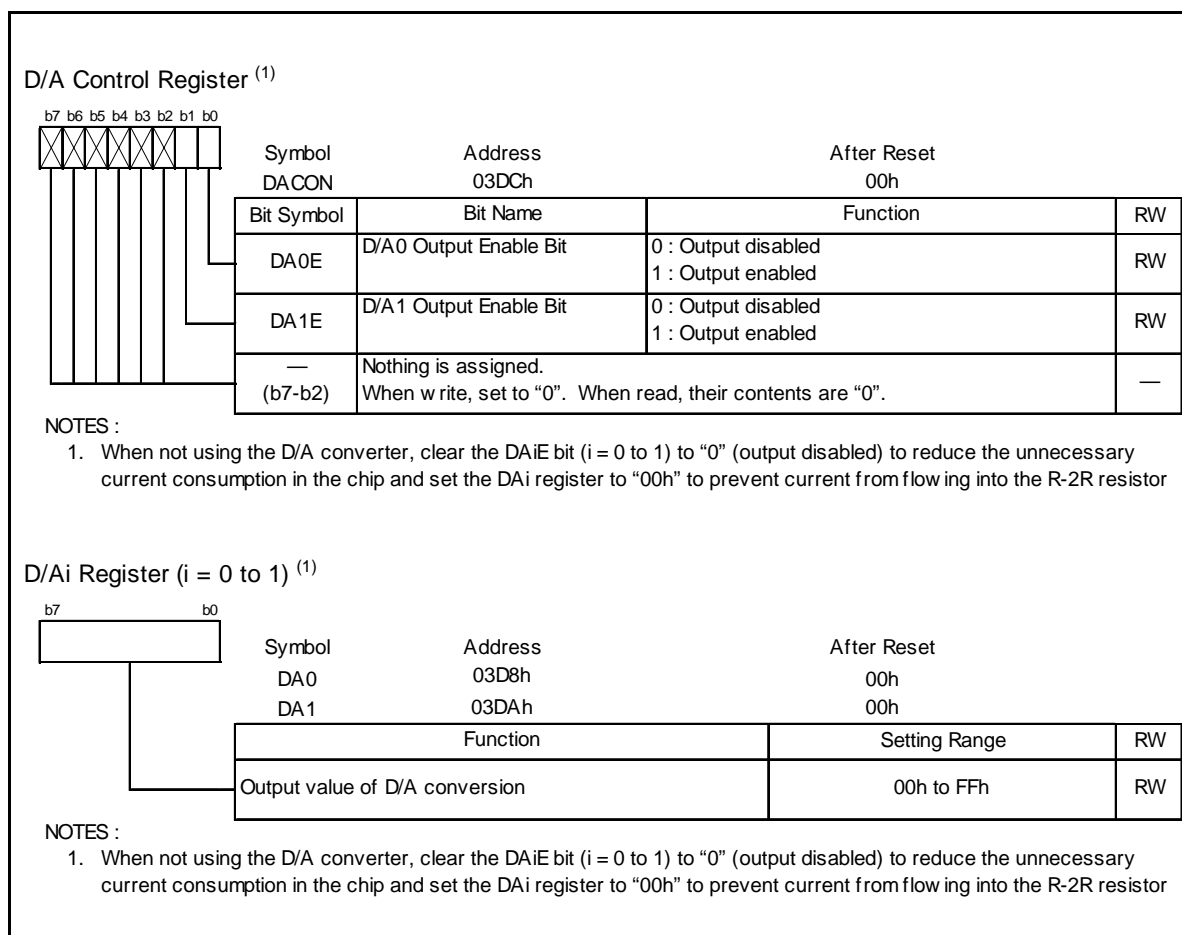 D/A Control Register (1)
b7 b6 b5 b4 b3 b2 b1 b0
Symbol Address After Reset
DACON 03DCh 00h
Bit Symbol Bit Name Function RW
DA0E D/A0 Output Enable Bit 0 : Output disabled
1 : Output enabled RW
DA1E D/A1 Output Enable Bit 0 : Output disabled
1 : Output enabled RW
— Nothing is assigned.
(b7-b2) When write, set to “0”. When read, their contents are “0”. —
NOTES :
1. When not using the D/A converter, clear the DAiE bit (i = 0 to 1) to “0” (output disabled) to reduce the unnecessary
current consumption in the chip and set the DAi register to “00h” to prevent current from flowing into the R-2R resistor
D/Ai Register (i = 0 to 1) (1)
b7 b0
Symbol Address After Reset
DA0 03D8h 00h
DA1 03DAh 00h
Function Setting Range RW
Output value of D/A conversion 00h to FFh RW
NOTES :
1. When not using the D/A converter, clear the DAiE bit (i = 0 to 1) to “0” (output disabled) to reduce the unnecessary
current consumption in the chip and set the DAi register to “00h” to prevent current from flowing into the R-2R resistor